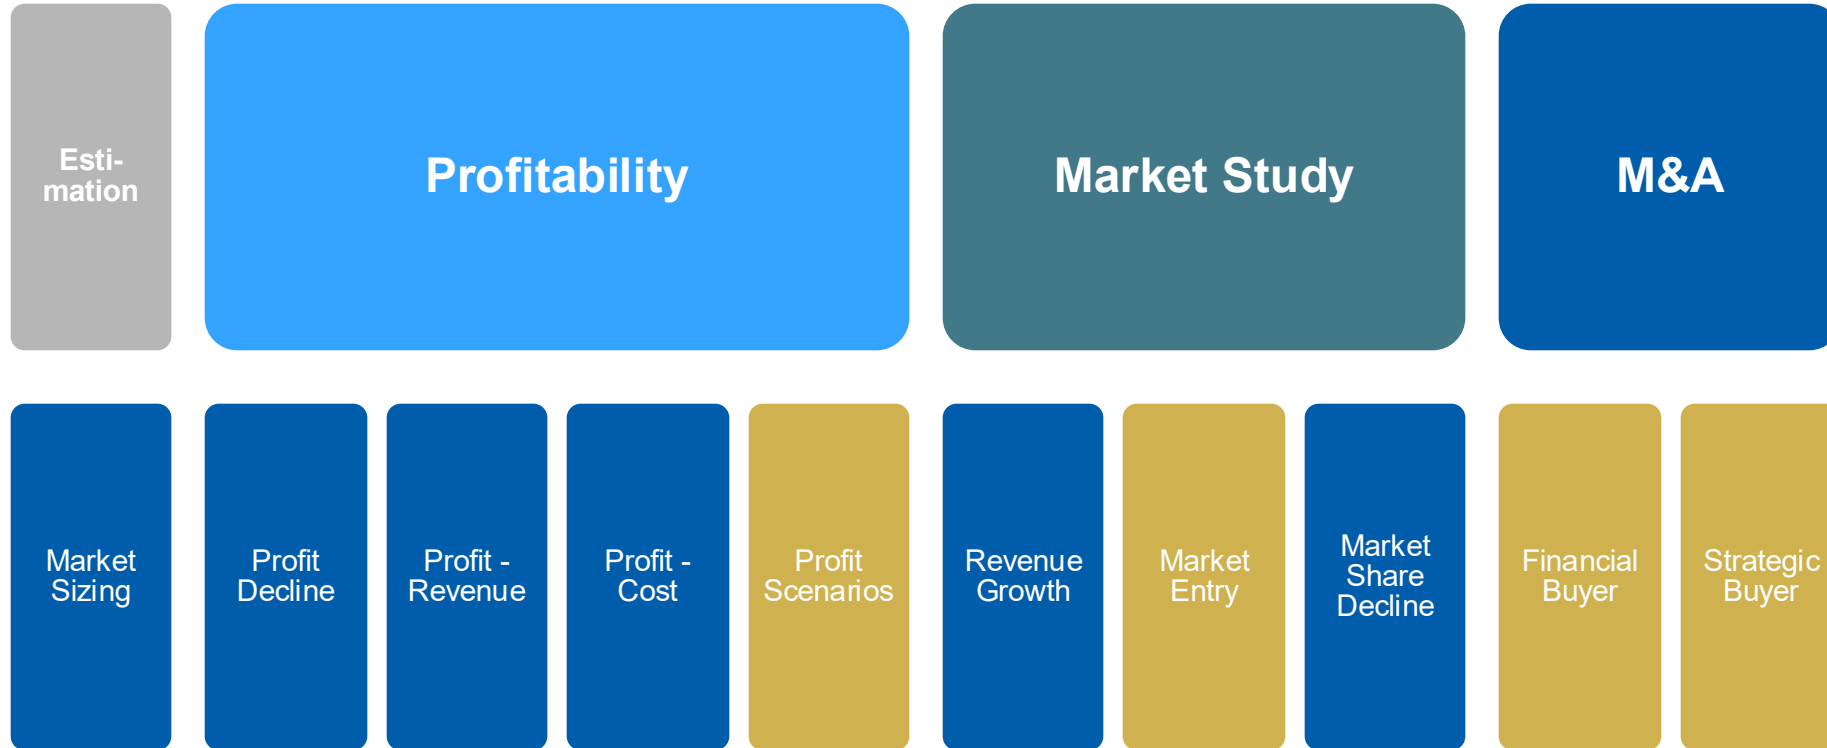 Esti-
mation
Profitability
Market Study
M&A
Market
Sizing
Profit
Decline
Profit -
Revenue
Profit -
Cost
Profit
Scenarios
Revenue
Growth
Market
Entry
Market
Share
Decline
Financial
Buyer
Strategic
Buyer